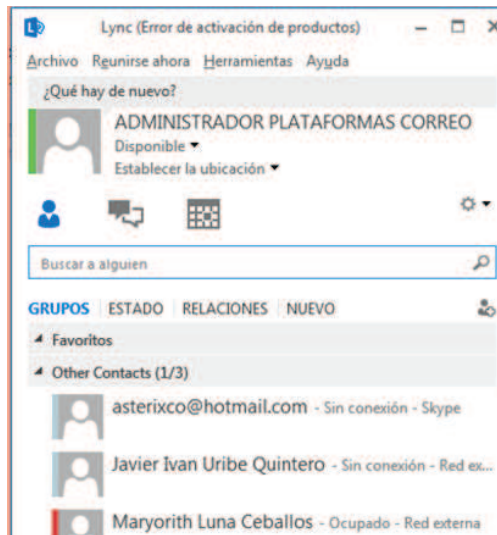 Lync (Error de activación de productos)
Archivo Reunirse ahora Herramientas Ayuda
¿Qué hay de nuevo?
ADMINISTRADOR PLATAFORMAS CORREO
Disponible
Establecer la ubicación
Buscar a alguien
GRUPOS ESTADO RELACIONES NUEVO
Favoritos
Other Contacts (1/3)
asterixco@hotmail.com - Sin conexión - Skype
Javier Ivan Uribe Quintero - Sin conexión - Red ex...
Maryorith Luna Ceballos - Ocupado - Red externa